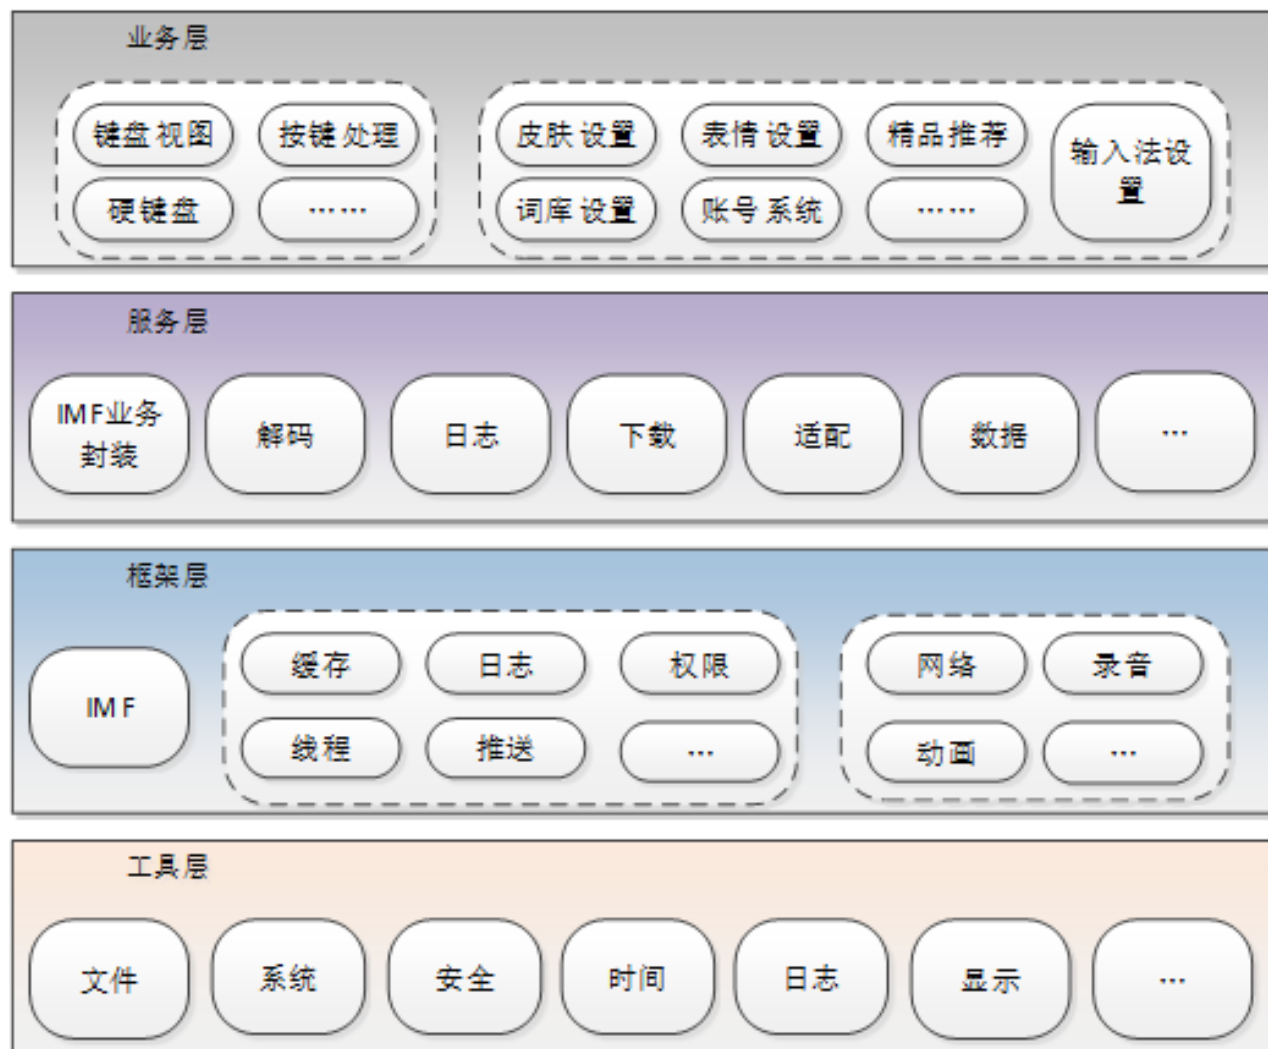 业务层
键盘视图
按键处理
硬键盘
……
皮肤设置
表情设置
精品推荐
词库设置
账号系统
……
输入法设
置
服务层
IMF业务
封装
解码
日志
下载
适配
数据
…
框架层
IMF
缓存
日志
权限
线程
推送
…
网络
录音
动画
…
工具层
文件
系统
安全
时间
日志
显示
…